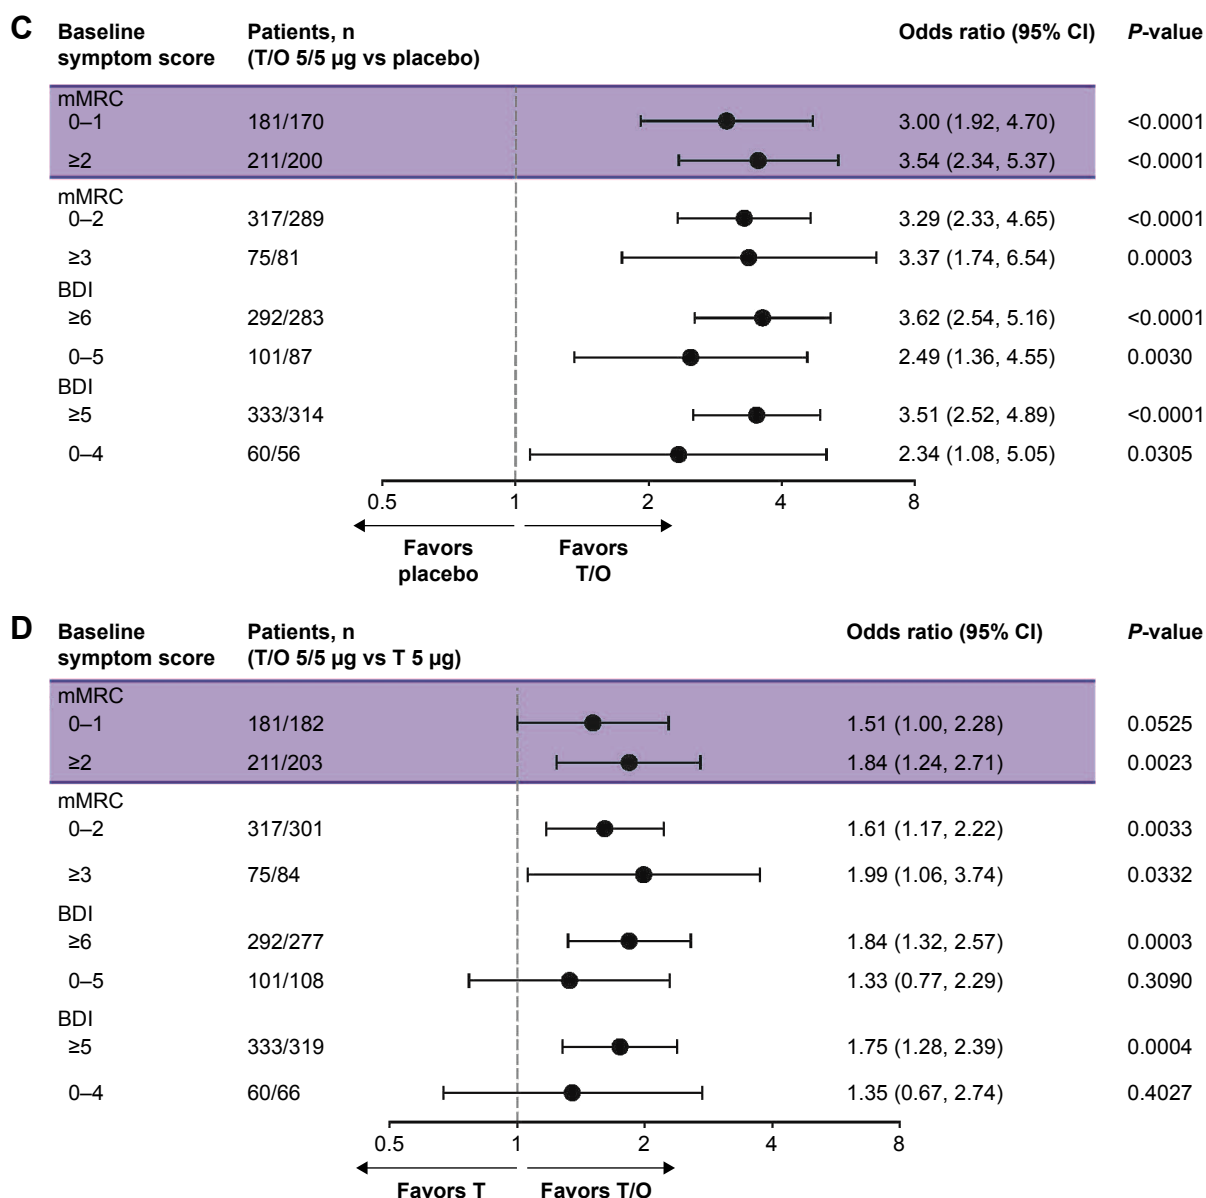 C Baseline symptom score Patients, n (T/O 5/5 µg vs placebo) Odds ratio (95% CI) P-value
mMRC
0–1 181/170 3.00 (1.92, 4.70) <0.0001
≥2 211/200 3.54 (2.34, 5.37) <0.0001
mMRC
0–2 317/289 3.29 (2.33, 4.65) <0.0001
≥3 75/81 3.37 (1.74, 6.54) 0.0003
BDI
≥6 292/283 3.62 (2.54, 5.16) <0.0001
0–5 101/87 2.49 (1.36, 4.55) 0.0030
BDI
≥5 333/314 3.51 (2.52, 4.89) <0.0001
0–4 60/56 2.34 (1.08, 5.05) 0.0305
0.5 1 2 4 8
Favors placebo Favors T/O
D Baseline symptom score Patients, n (T/O 5/5 µg vs T 5 µg) Odds ratio (95% CI) P-value
mMRC
0–1 181/182 1.51 (1.00, 2.28) 0.0525
≥2 211/203 1.84 (1.24, 2.71) 0.0023
mMRC
0–2 317/301 1.61 (1.17, 2.22) 0.0033
≥3 75/84 1.99 (1.06, 3.74) 0.0332
BDI
≥6 292/277 1.84 (1.32, 2.57) 0.0003
0–5 101/108 1.33 (0.77, 2.29) 0.3090
BDI
≥5 333/319 1.75 (1.28, 2.39) 0.0004
0–4 60/66 1.35 (0.67, 2.74) 0.4027
0.5 1 2 4 8
Favors T Favors T/O